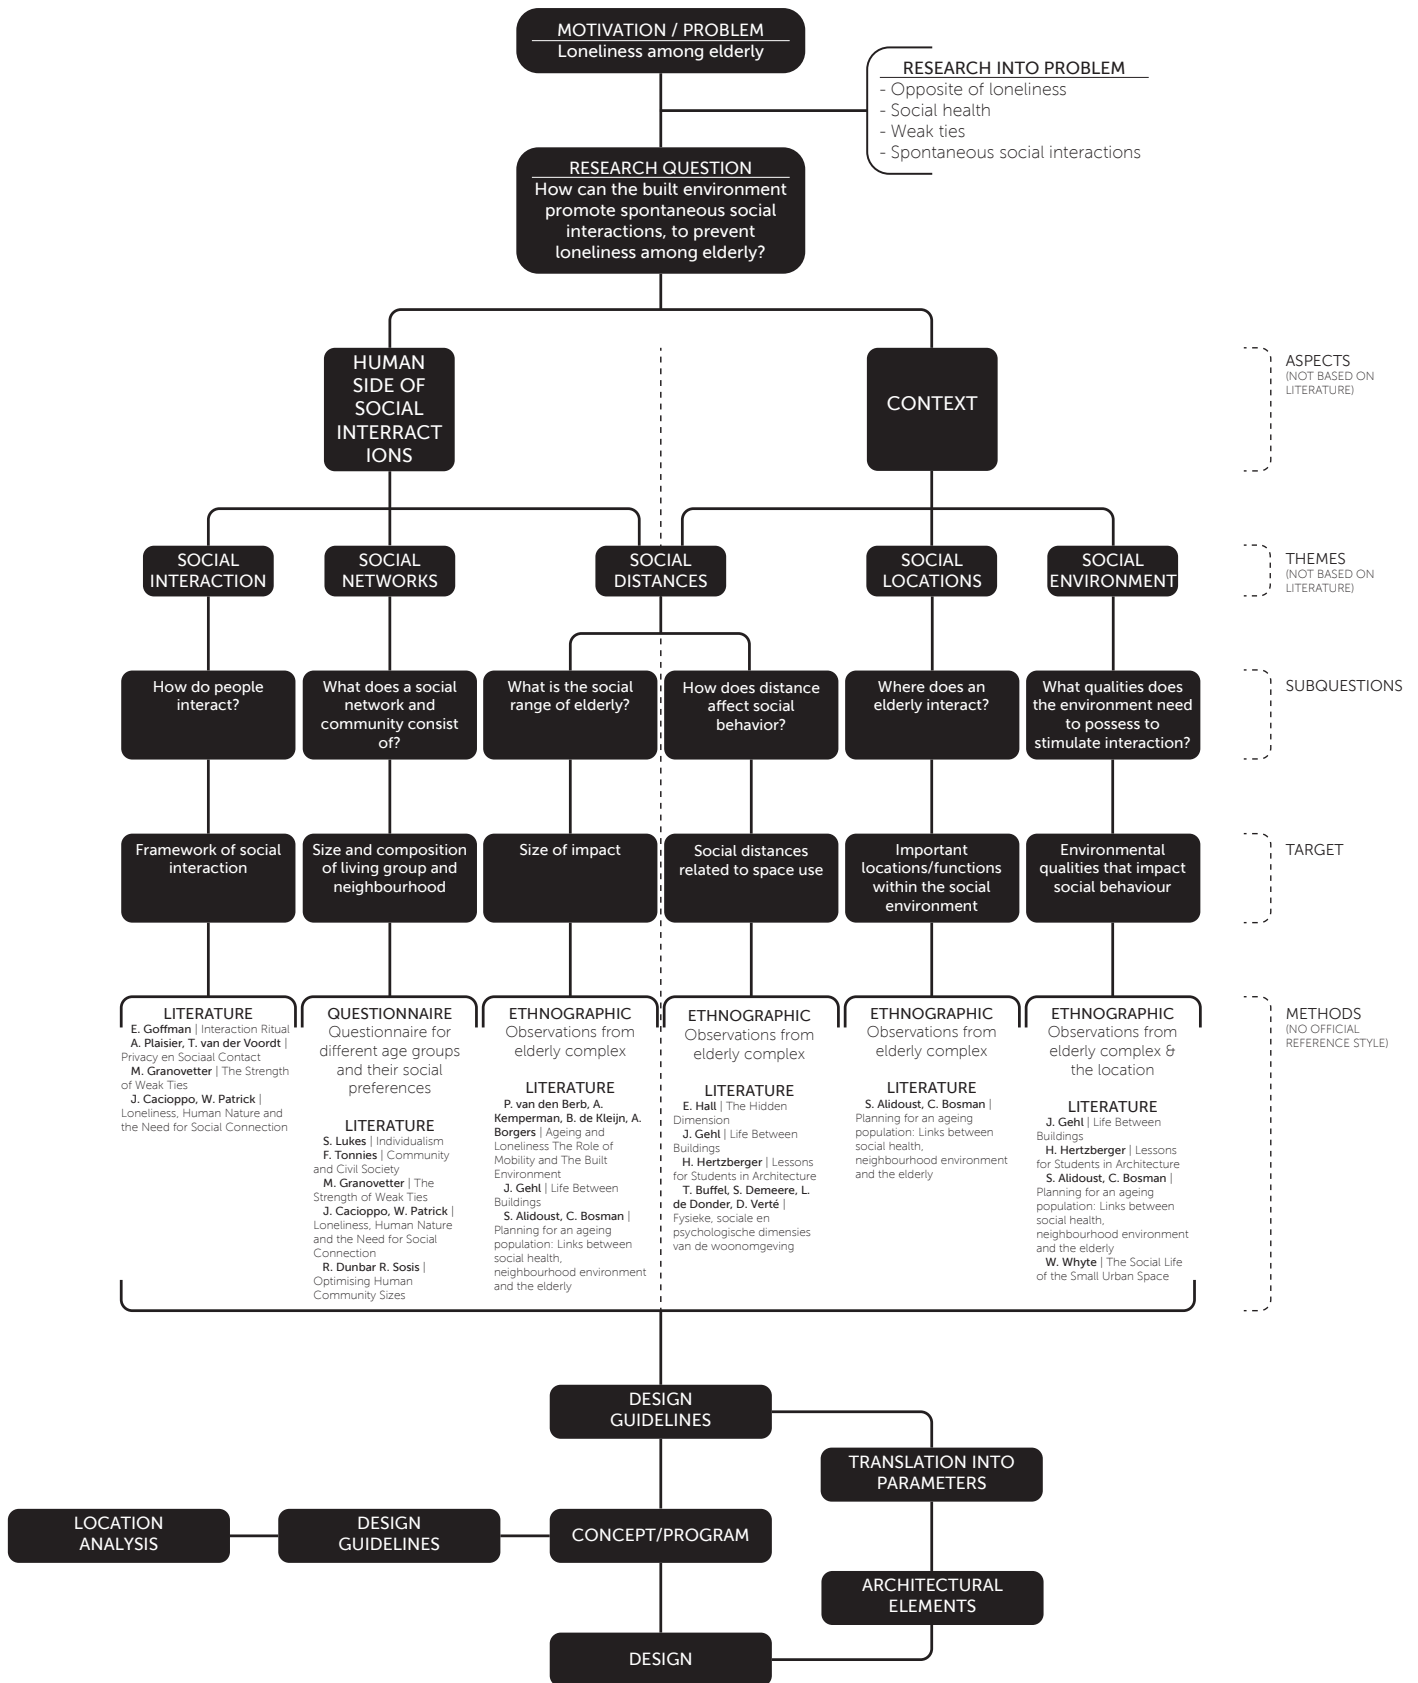 MOTIVATION / PROBLEM
Loneliness among elderly
RESEARCH INTO PROBLEM
- Opposite of loneliness
- Social health
- Weak ties
- Spontaneous social interactions
RESEARCH QUESTION
How can the built environment
promote spontaneous social
interactions, to prevent
loneliness among elderly?
HUMAN
SIDE OF
SOCIAL
INTERRACT
IONS
CONTEXT
ASPECTS
(NOT BASED ON
LITERATURE)
SOCIAL
INTERACTION
SOCIAL
NETWORKS
SOCIAL
DISTANCES
SOCIAL
LOCATIONS
SOCIAL
ENVIRONMENT
THEMES
(NOT BASED ON
LITERATURE)
How do people
interact?
What does a social
network and
community consist
of?
What is the social
range of elderly?
How does distance
affect social
behavior?
Where does an
elderly interact?
What qualities does
the environment need
to possess to
stimulate interaction?
SUBQUESTIONS
Framework of social
interaction
Size and composition
of living group and
neighbourhood
Size of impact
Social distances
related to space use
Important
locations/functions
within the social
environment
Environmental
qualities that impact
social behaviour
TARGET
LITERATURE
E. Goffman | Interaction Ritual
A. Plaisier, T. van der Voordt |
Privacy en Sociaal Contact
M. Granovetter | The Strength
of Weak Ties
J. Cacioppo, W. Patrick |
Loneliness, Human Nature and
the Need for Social Connection
QUESTIONNAIRE
Questionnaire for
different age groups
and their social
preferences
LITERATURE
S. Lukes | Individualism
F. Tonnies | Community
and Civil Society
M. Granovetter | The
Strength of Weak Ties
J. Cacioppo, W. Patrick |
Loneliness, Human Nature
and the Need for Social
Connection
R. Dunbar R. Sosis |
Optimising Human
Community Sizes
ETHNOGRAPHIC
Observations from
elderly complex
LITERATURE
P. van den Berb, A.
Kemperman, B. de Kleijn, A.
Borgers | Ageing and
Loneliness The Role of
Mobility and The Built
Environment
J. Gehl | Life Between
Buildings
S. Alidoust, C. Bosman |
Planning for an ageing
population: Links between
social health,
neighbourhood environment
and the elderly
ETHNOGRAPHIC
Observations from
elderly complex
LITERATURE
E. Hall | The Hidden
Dimension
J. Gehl | Life Between
Buildings
H. Hertzberger | Lessons
for Students in Architecture
T. Buffel, S. Demeere, L.
de Donder, D. Verté |
Fysieke, sociale en
psychologische dimensies
van de woonomgeving
ETHNOGRAPHIC
Observations from
elderly complex
LITERATURE
S. Alidoust, C. Bosman |
Planning for an ageing
population: Links between
social health,
neighbourhood environment
and the elderly
ETHNOGRAPHIC
Observations from
elderly complex &
the location
LITERATURE
J. Gehl | Life Between
Buildings
H. Hertzberger | Lessons
for Students in Architecture
S. Alidoust, C. Bosman |
Planning for an ageing
population: Links between
social health,
neighbourhood environment
and the elderly
W. Whyte | The Social Life
of the Small Urban Space
METHODS
(NO OFFICIAL
REFERENCE STYLE)
DESIGN
GUIDELINES
TRANSLATION INTO
PARAMETERS
LOCATION
ANALYSIS
DESIGN
GUIDELINES
CONCEPT/PROGRAM
ARCHITECTURAL
ELEMENTS
DESIGN